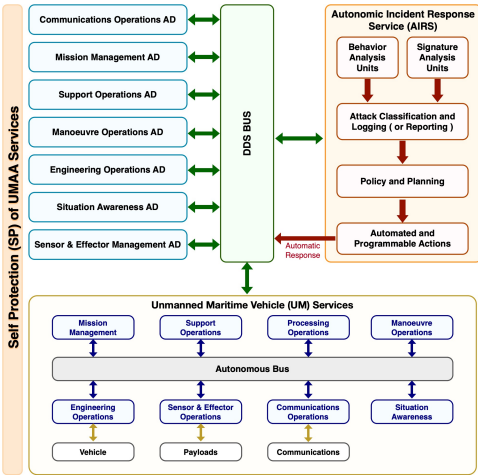 Self Protection (SP) of UMAA Services
Communications Operations AD
Mission Management AD
Support Operations AD
Manoeuvre Operations AD
Engineering Operations AD
Situation Awareness AD
Sensor & Effector Management AD
DDS BUS
Autonomic Incident Response
Service (AIRS)
Behavior
Analysis
Units
Signature
Analysis
Units
Attack Classification and
Logging ( or Reporting )
Policy and Planning
Automated and
Programmable Actions
Automatic
Response
Unmanned Maritime Vehicle (UM) Services
Mission
Management
Support
Operations
Processing
Operations
Manoeuvre
Operations
Autonomous Bus
Engineering
Operations
Sensor & Effector
Operations
Communications
Operations
Situation
Awareness
Vehicle
Payloads
Communications